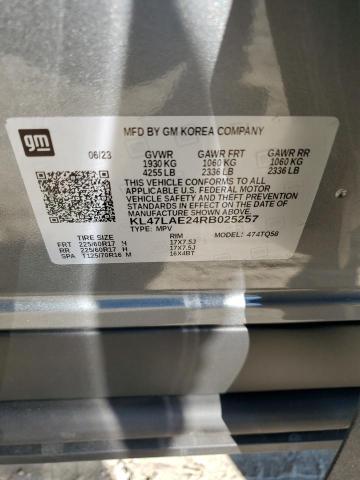 gm
MFD BY GM KOREA COMPANY
06/23 GVWR GAWR FRT GAWR RR
1930 KG 1060 KG 1060 KG
4255 LB 2336 LB 2336 LB
THIS VEHICLE CONFORMS TO ALL
APPLICABLE U.S. FEDERAL MOTOR
VEHICLE SAFETY AND THEFT PREVENTION
STANDARDS IN EFFECT ON THE DATE OF
MANUFACTURE SHOWN ABOVE.
KL47LAE24RB025257
TYPE: MPV MODEL: 474TQ58
TIRE SIZE RIM
FRT 225/60R17 H 17X7.5J
RR 225/60R17 H 17X7.5J
SPA T125/70R16 M 16X4BT